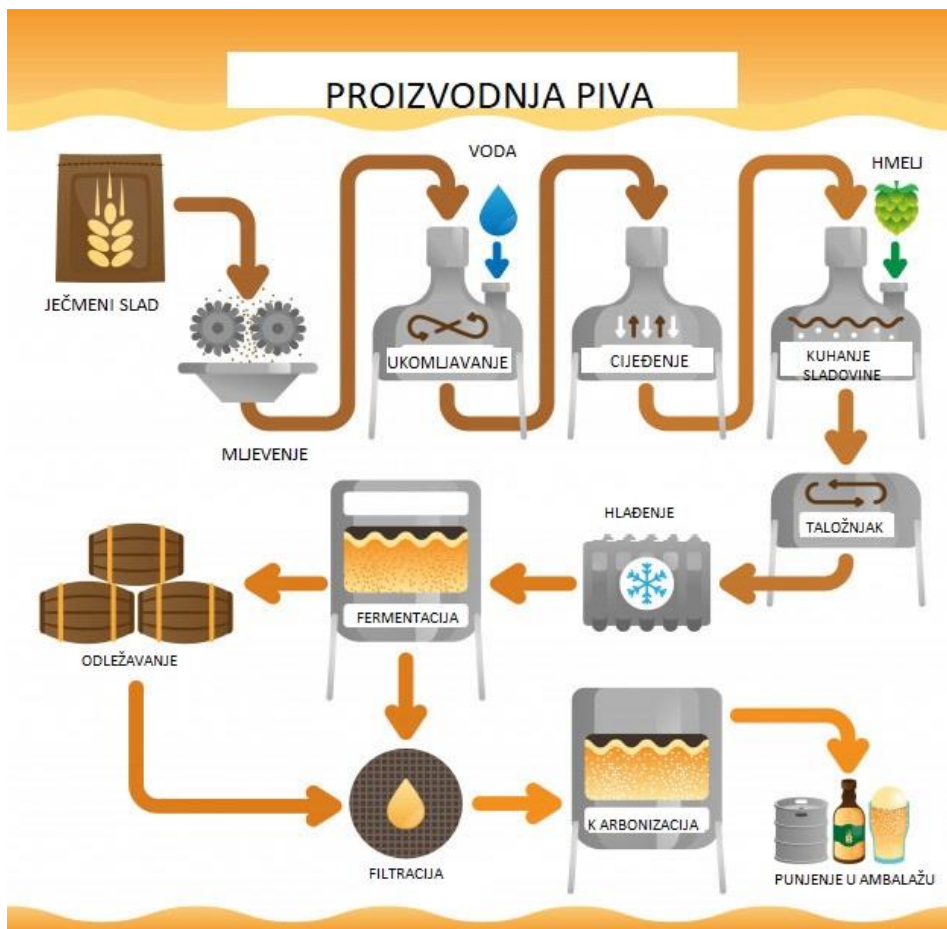 PROIZVODNJA PIVA
VODA
HMELJ
JEČMENI SLAD
UKOMLJAVANJE
CIJEĐENJE
KUHANJE
SLADOVINE
MLJEVENJE
HLAĐENJE
TALOŽNJAK
FERMENTACIJA
ODLEŽAVANJE
K ARBONIZACIJA
FILTRACIJA
PUNJENJE U AMBALAŽU